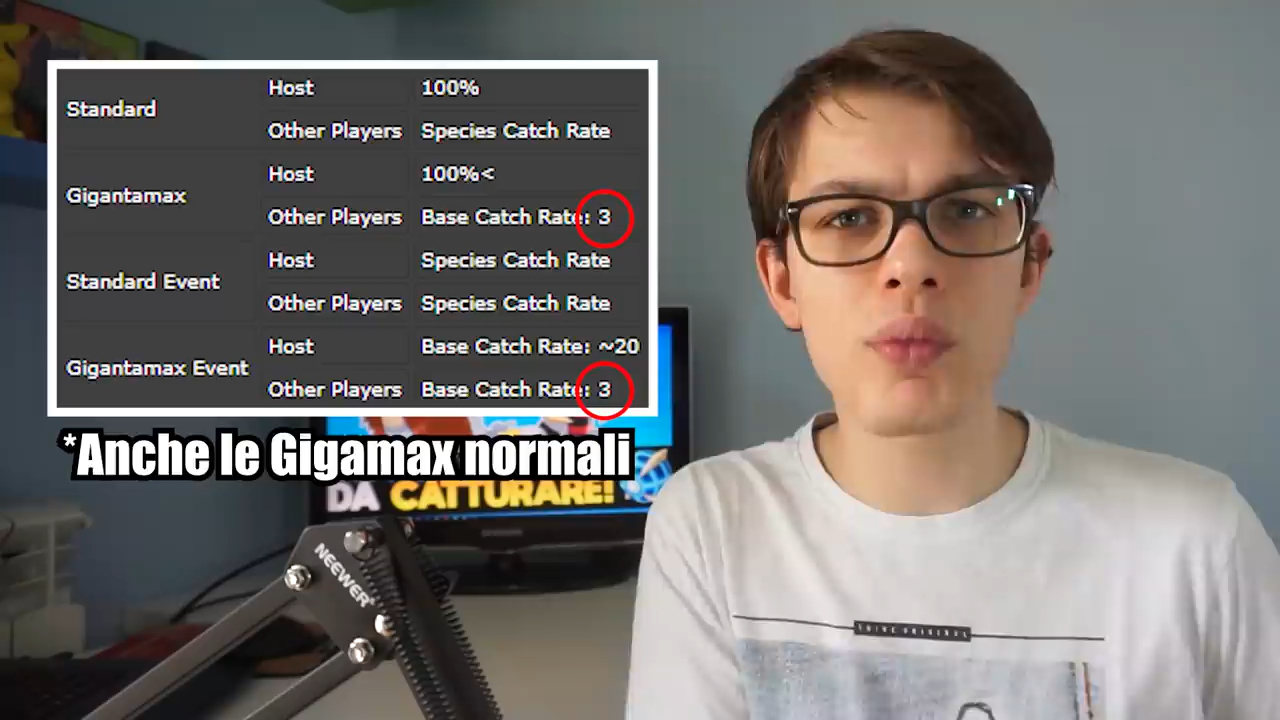 Standard
Host 100%
Other Players Species Catch Rate
Gigantamax
Host 100%<
Other Players Base Catch Rate: 3
Standard Event
Host Species Catch Rate
Other Players Species Catch Rate
Gigantamax Event
Host Base Catch Rate: ~20
Other Players Base Catch Rate: 3
*Anche le Gigamax normali
DA CATTURARE!
NEEWER